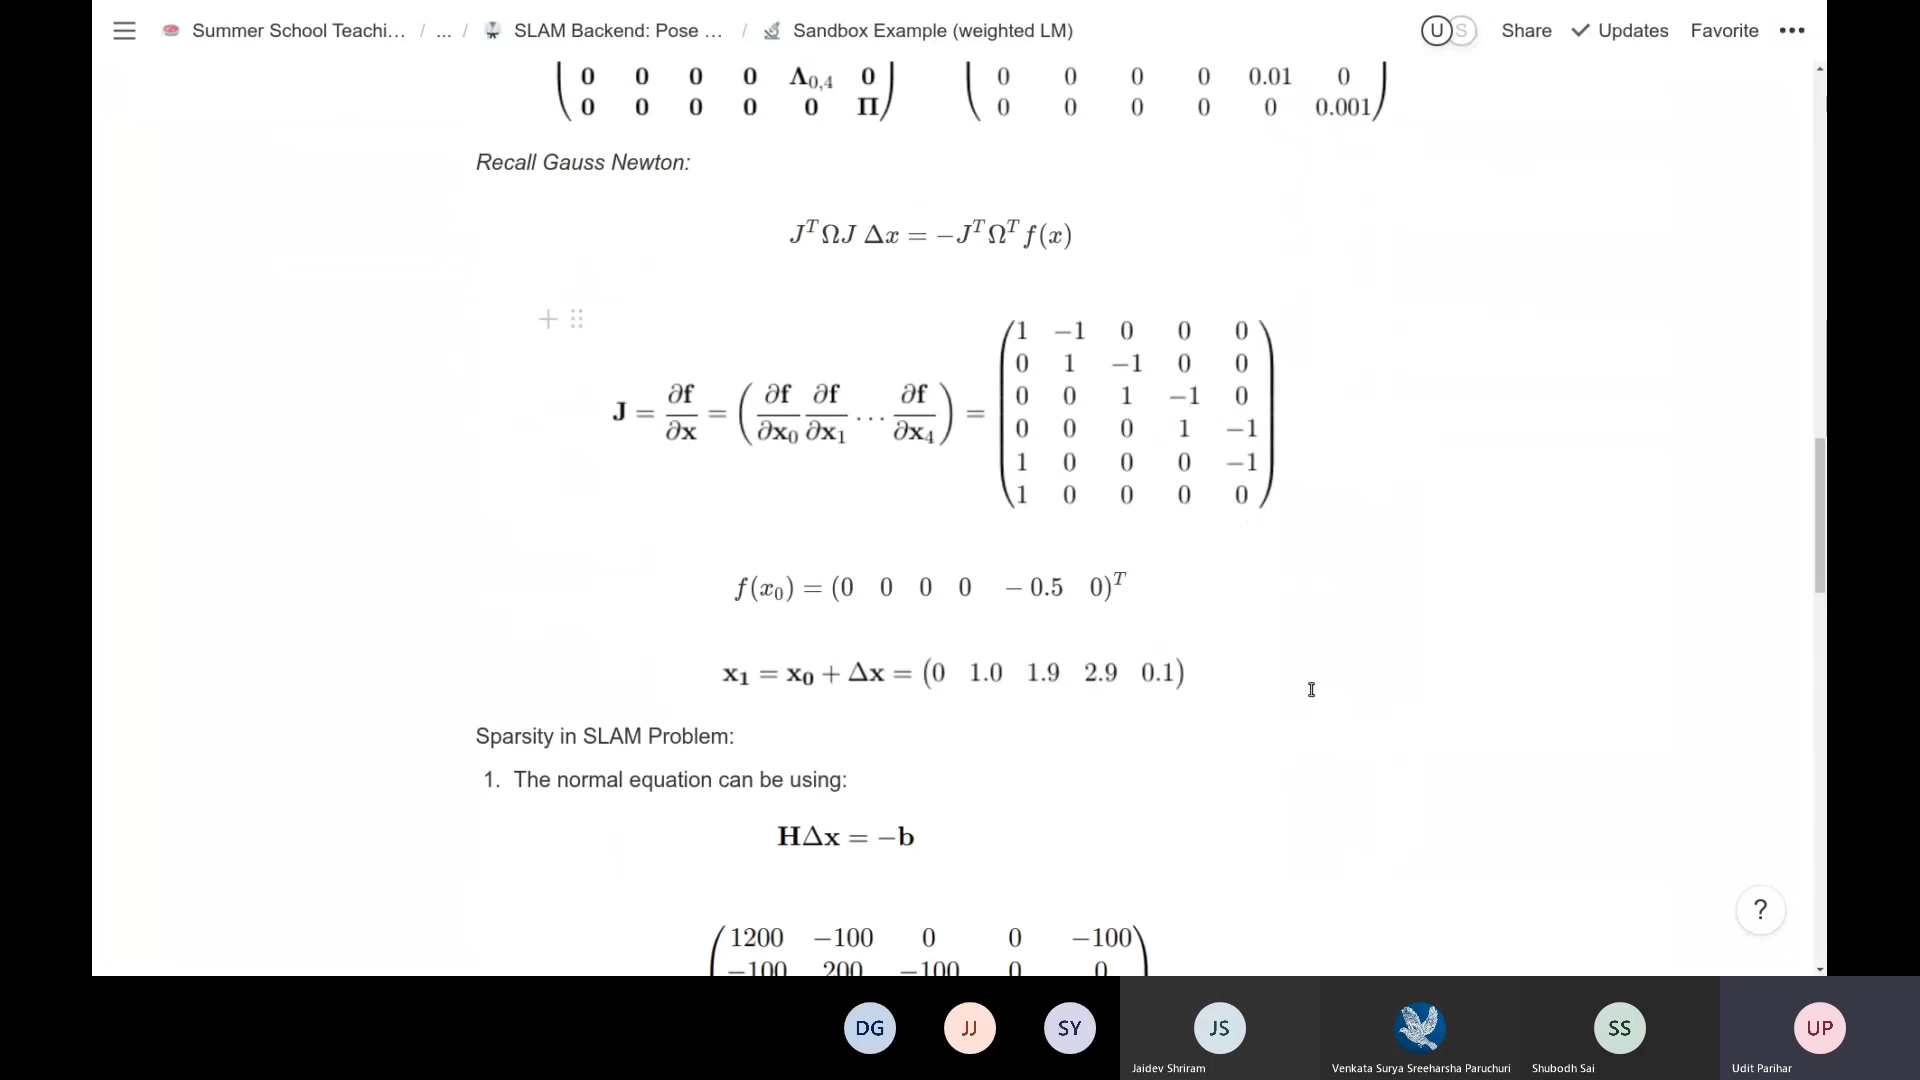 Summer School Teachi... / ... / SLAM Backend: Pose ... / Sandbox Example (weighted LM) U S Share Updates Favorite
0 0 0 0 Λ0,4 0 0 0 0 0 0.01 0
0 0 0 0 0 Π 0 0 0 0 0 0.001
Recall Gauss Newton:
J^T Ω J Δx = −J^T Ω^T f(x)
J = ∂f/∂x = ( ∂f/∂x0 ∂f/∂x1 ... ∂f/∂x4 ) =
1 −1 0 0 0
0 1 −1 0 0
0 0 1 −1 0
0 0 0 1 −1
1 0 0 0 −1
1 0 0 0 0
f(x0) = (0 0 0 0 − 0.5 0)^T
x1 = x0 + Δx = (0 1.0 1.9 2.9 0.1)
Sparsity in SLAM Problem:
1. The normal equation can be using:
HΔx = −b
1200 −100 0 0 −100
−100 200 −100 0 0
?
DG JJ SY JS SS UP
Jaidev Shriram Venkata Surya Sreeharsha Paruchuri Shubodh Sai Udit Parihar